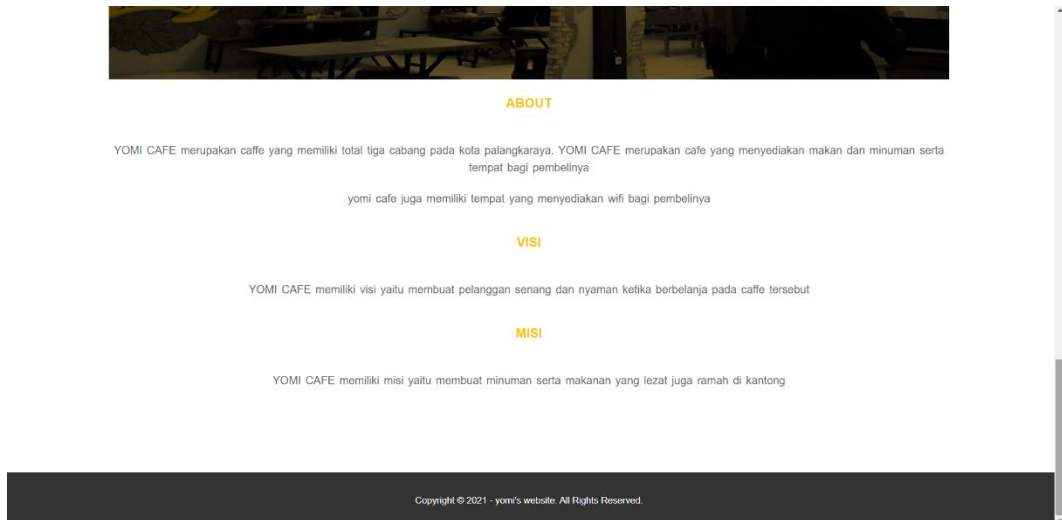 ABOUT
YOMI CAFE merupakan caffe yang memiliki total tiga cabang pada kota palangkaraya. YOMI CAFE merupakan cafe yang menyediakan makan dan minuman serta
tempat bagi pembelinya
yomi cafe juga memiliki tempat yang menyediakan wifi bagi pembelinya
VISI
YOMI CAFE memiliki visi yaitu membuat pelanggan senang dan nyaman ketika berbelanja pada caffe tersebut
MISI
YOMI CAFE memiliki misi yaitu membuat minuman serta makanan yang lezat juga ramah di kantong
Copyright © 2021 - yomi's website. All Rights Reserved.